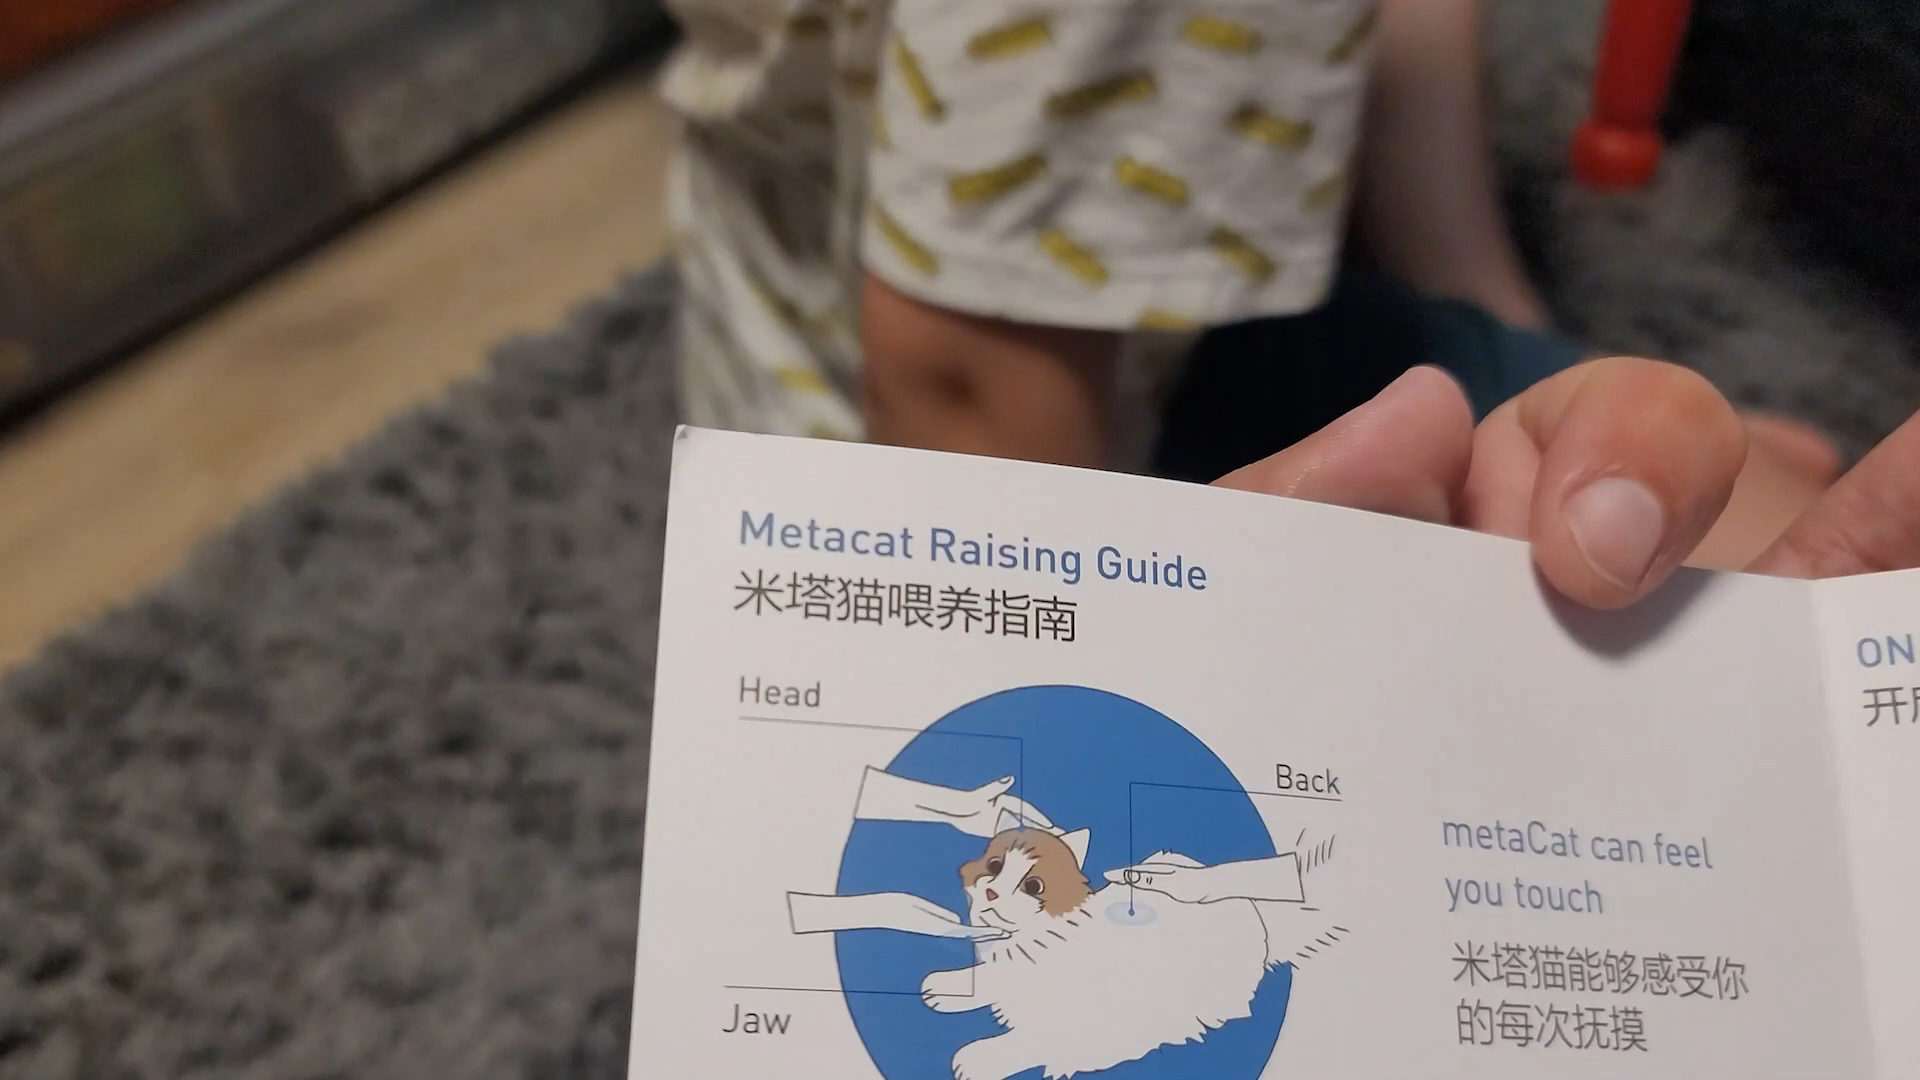 Metacat Raising Guide
米塔猫喂养指南
Head
Back
Jaw
metaCat can feel
you touch
米塔猫能够感受你
的每次抚摸
ON
开